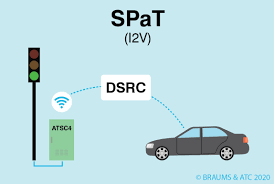 SPaT
(I2V)
DSRC
ATSC4
© BRAUMS & ATC 2020